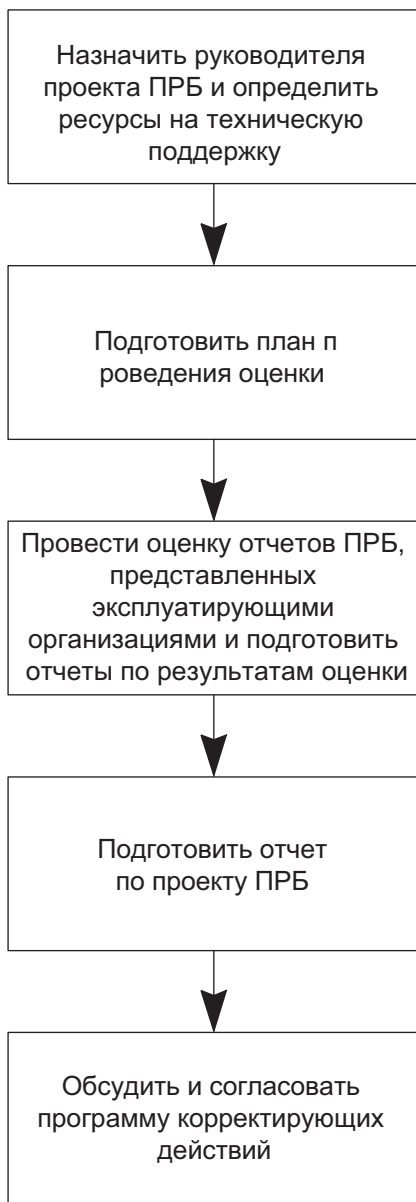 Назначить руководителя
проекта ПРБ и определить
ресурсы на техническую
поддержку
Подготовить план п
роведения оценки
Провести оценку отчетов ПРБ,
представленных
эксплуатирующими
организациями и подготовить
отчеты по результатам оценки
Подготовить отчет
по проекту ПРБ
Обсудить и согласовать
программу корректирующих
действий